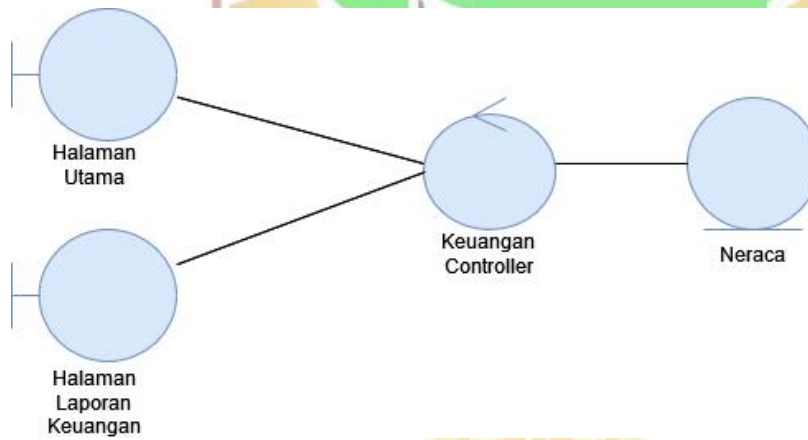 Halaman
Utama
Keuangan
Controller
Neraca
Halaman
Laporan
Keuangan